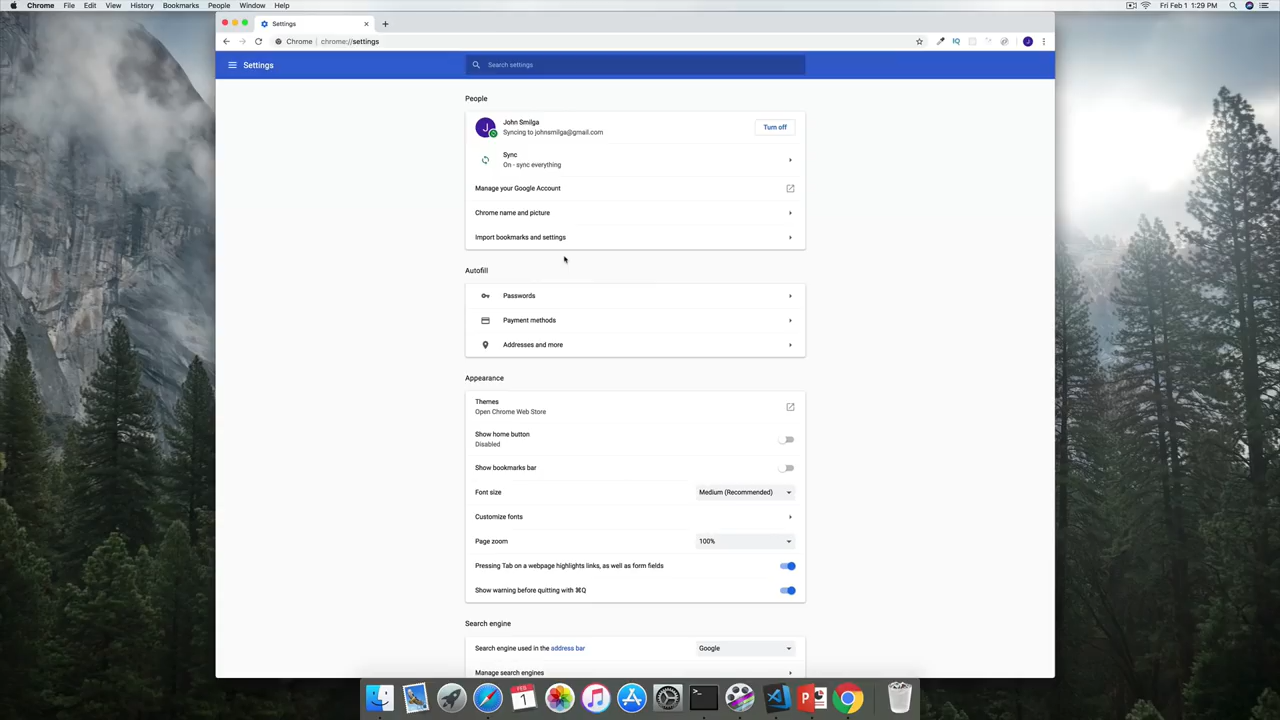 Chrome File Edit View History Bookmarks People Window Help
Fri Feb 1 1:29 PM
Settings
Chrome chrome://settings
IQ
J
Settings
Search settings
People
J
John Smilga
Syncing to johnsmilga@gmail.com
Turn off
Sync
On - sync everything
Manage your Google Account
Chrome name and picture
Import bookmarks and settings
Autofill
Passwords
Payment methods
Addresses and more
Appearance
Themes
Open Chrome Web Store
Show home button
Disabled
Show bookmarks bar
Font size
Medium (Recommended)
Customize fonts
Page zoom
100%
Pressing Tab on a webpage highlights links, as well as form fields
Show warning before quitting with ⌘Q
Search engine
Search engine used in the address bar
Google
Manage search engines
FEB
1